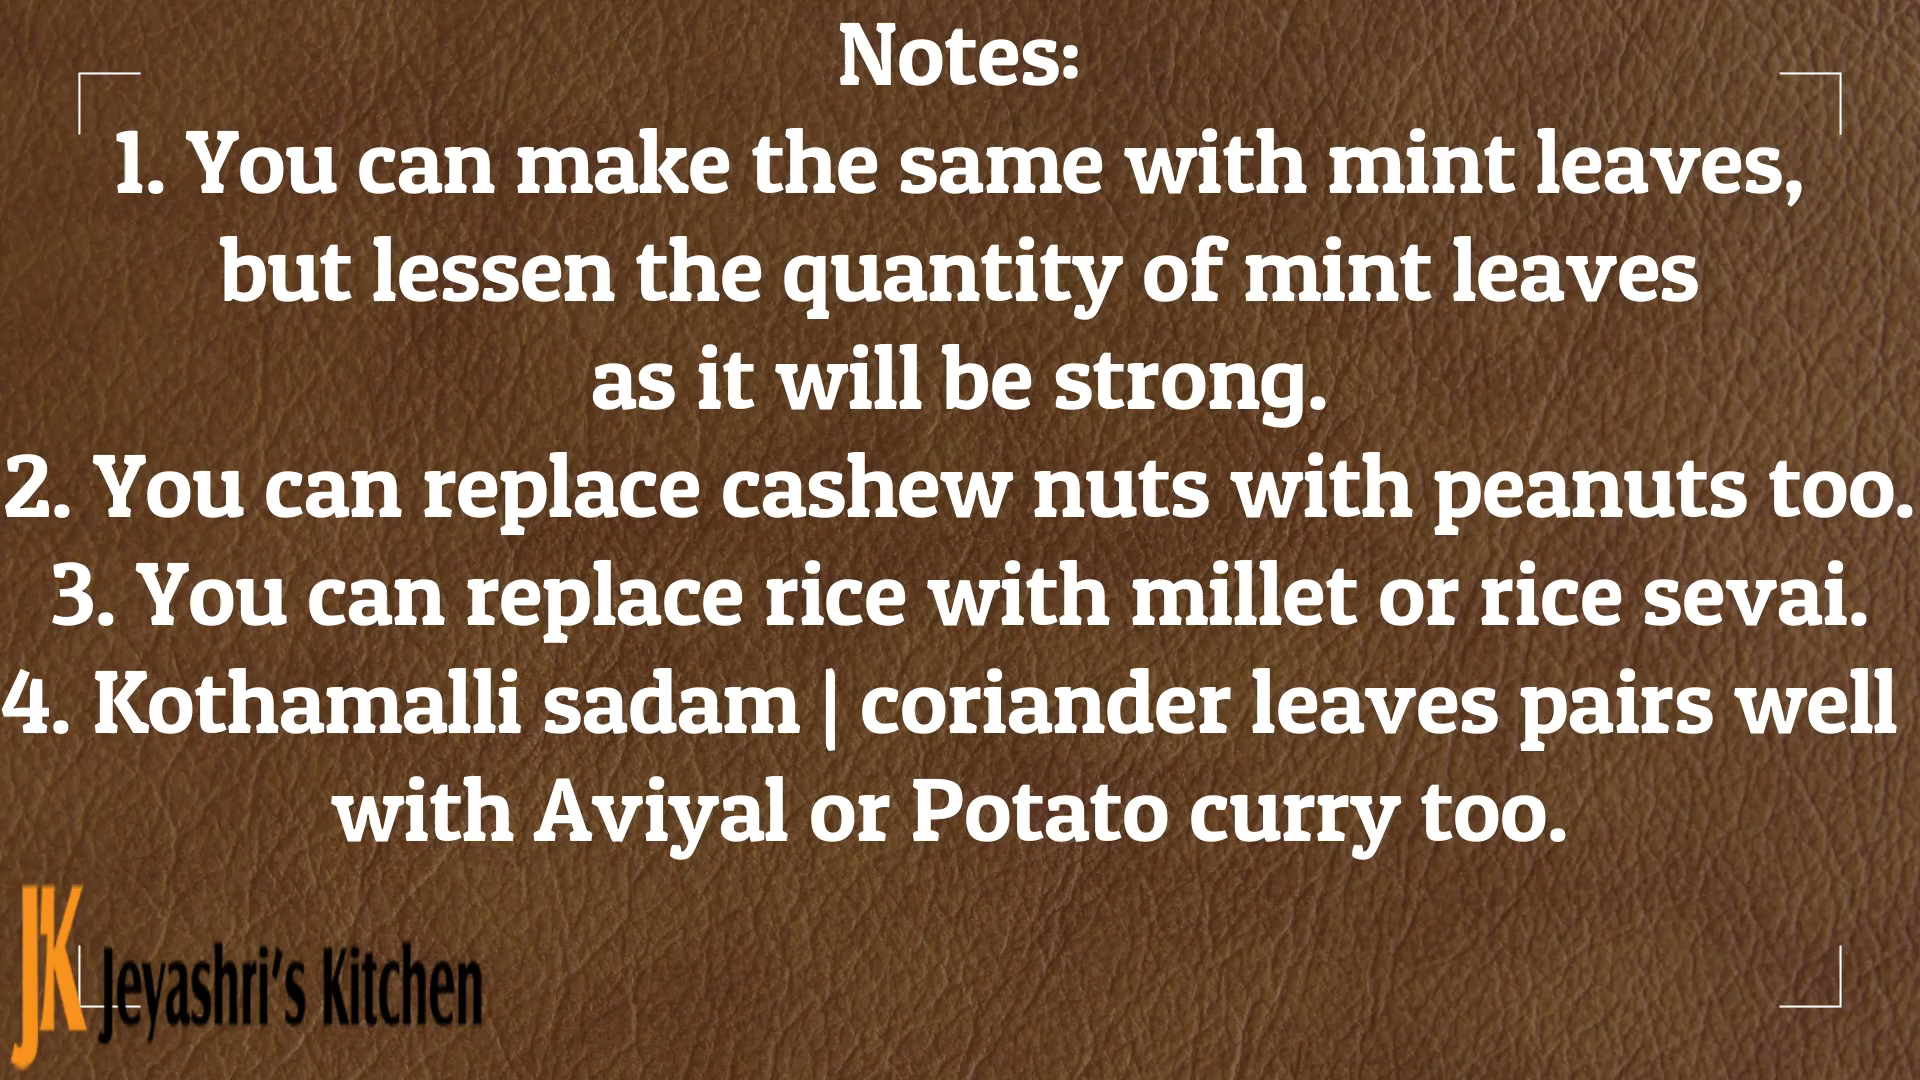 Notes:
1. You can make the same with mint leaves,
but lessen the quantity of mint leaves
as it will be strong.
2. You can replace cashew nuts with peanuts too.
3. You can replace rice with millet or rice sevai.
4. Kothamalli sadam | coriander leaves pairs well
with Aviyal or Potato curry too.
JK Jeyashri's Kitchen